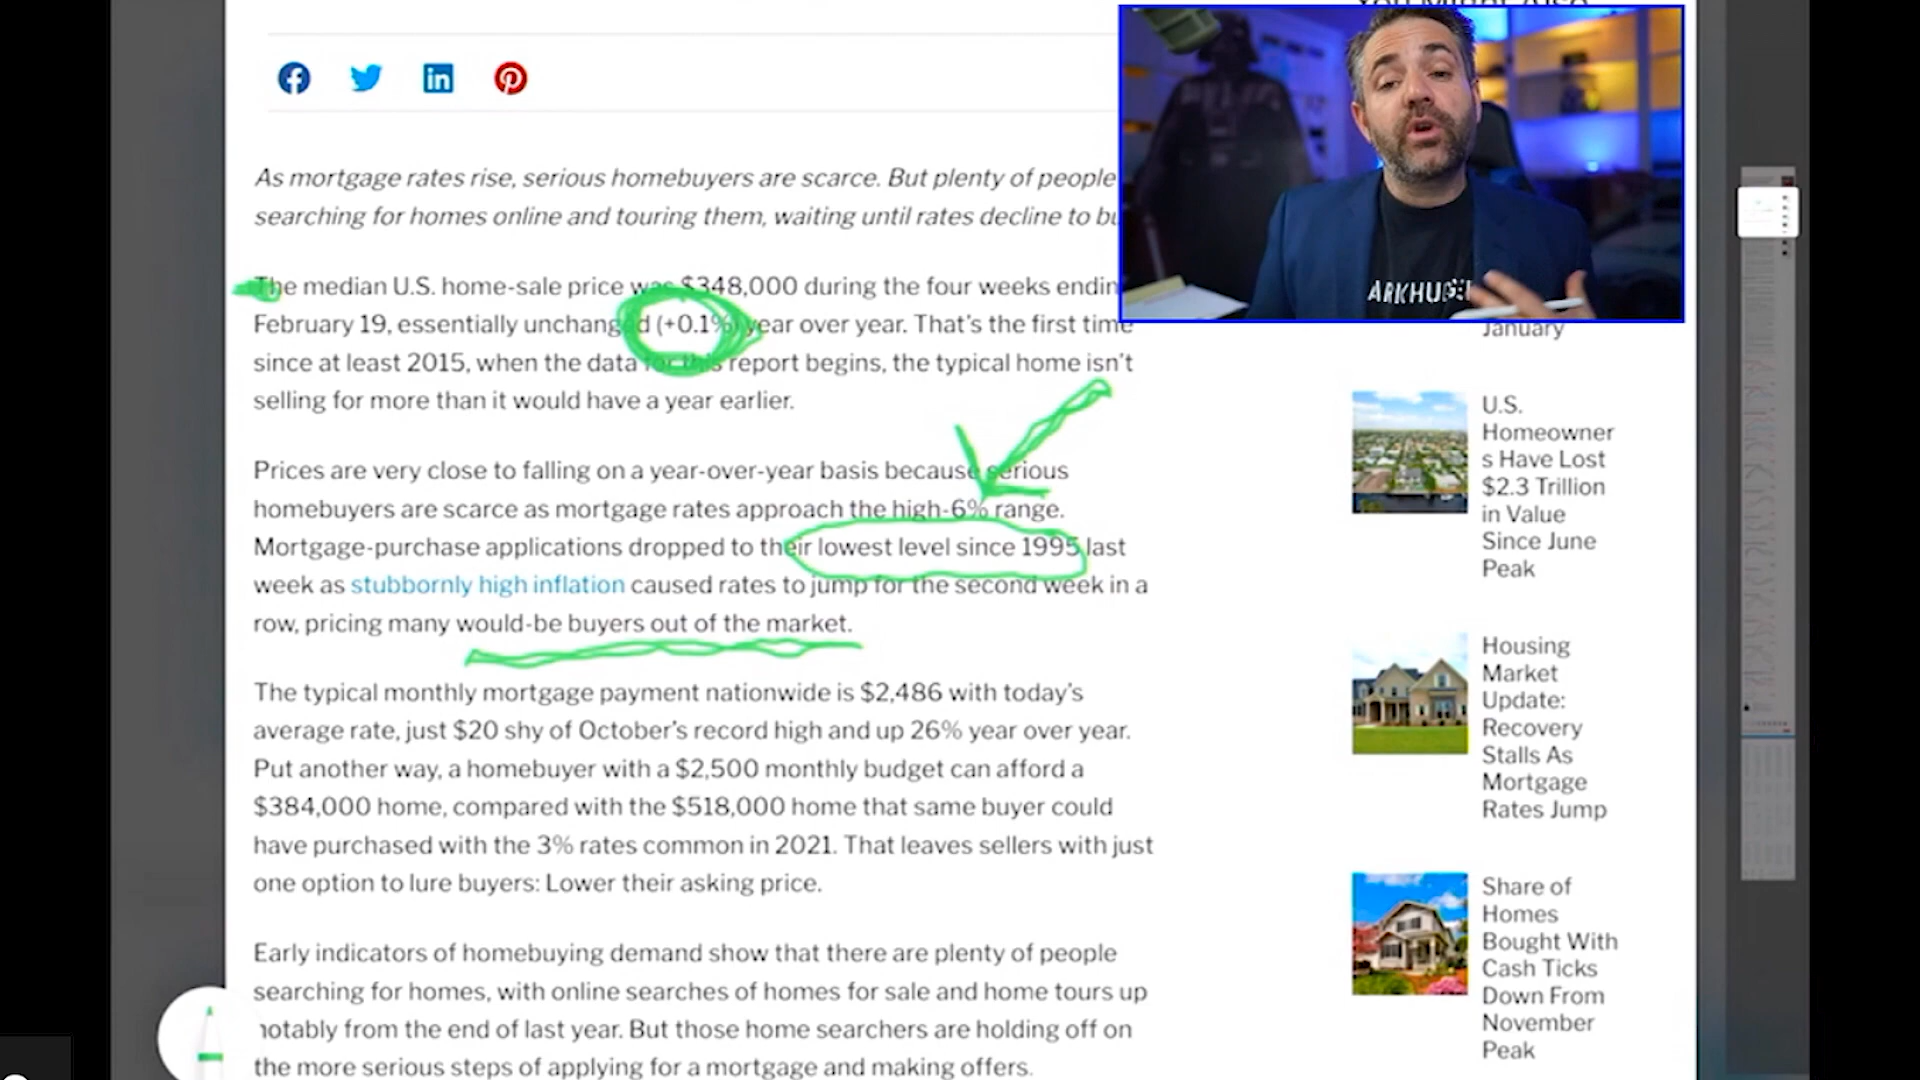 As mortgage rates rise, serious homebuyers are scarce. But plenty of people
searching for homes online and touring them, waiting until rates decline to
The median U.S. home-sale price was $348,000 during the four weeks
February 19, essentially unchanged (+0.1%) year over year. That's the first time
since at least 2015, when the data for this report begins, the typical home isn't
selling for more than it would have a year earlier.
Prices are very close to falling on a year-over-year basis because serious
homebuyers are scarce as mortgage rates approach the high-6% range.
Mortgage-purchase applications dropped to their lowest level since 1995 last
week as stubbornly high inflation caused rates to jump for the second week in a
row, pricing many would-be buyers out of the market.
The typical monthly mortgage payment nationwide is $2,486 with today's
average rate, just $20 shy of October's record high and up 26% year over year.
Put another way, a homebuyer with a $2,500 monthly budget can afford a
$384,000 home, compared with the $518,000 home that same buyer could
have purchased with the 3% rates common in 2021. That leaves sellers with just
one option to lure buyers: Lower their asking price.
Early indicators of homebuying demand show that there are plenty of people
searching for homes, with online searches of homes for sale and home tours up
notably from the end of last year. But those home searchers are holding off on
the more serious steps of applying for a mortgage and making offers.
You Might Also
January
U.S.
Homeowner
s Have Lost
$2.3 Trillion
in Value
Since June
Peak
Housing
Market
Update:
Recovery
Stalls As
Mortgage
Rates Jump
Share of
Homes
Bought With
Cash Ticks
Down From
November
Peak